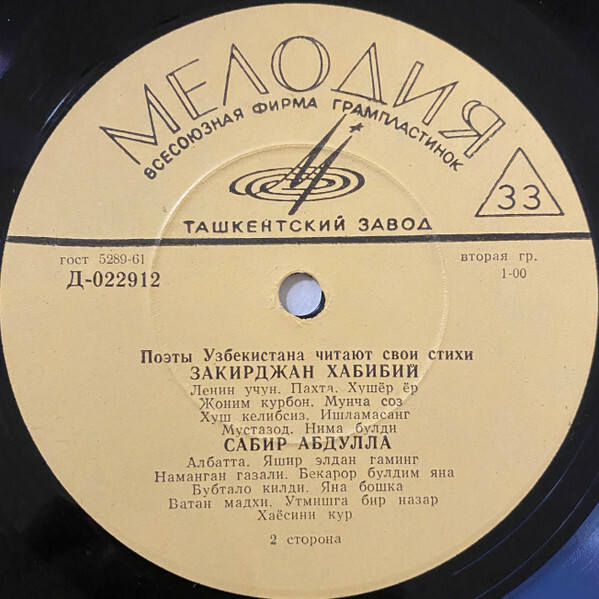 МЕЛОДИЯ
ВСЕСОЮЗНАЯ ФИРМА ГРАМПЛАСТИНОК
33
ТАШКЕНТСКИЙ ЗАВОД
гост 5289-61
Д-022912
вторая гр.
1-00
Поэты Узбекистана читают свои стихи
ЗАКИРДЖАН ХАБИБИЙ
Ленин учун. Пахта. Хушёр ёр
Жоним курбон. Мунча соз
Хуш келибсиз. Ишламасанг
Мустазод. Нима булди
САБИР АБДУЛЛА
Албатта. Яшир элдан гаминг
Наманган газали. Бекарор булдим яна
Бубтало килди. Яна бошка
Ватан мадхи. Утмишга бир назар
Хаёсини кур
2 сторона